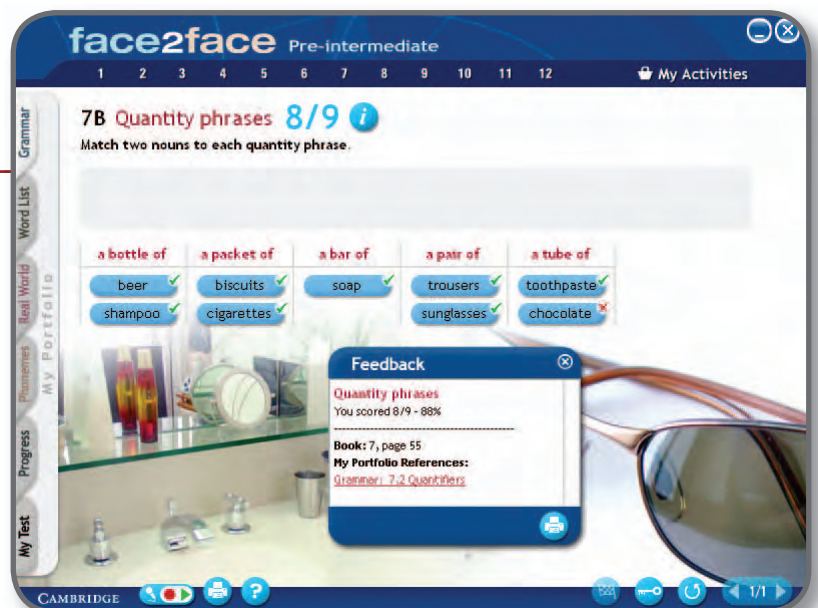 face2face Pre-intermediate
1 2 3 4 5 6 7 8 9 10 11 12 My Activities
Grammar
Word List
Real World
Phonemes
Progress
My Test
My Portfolio
7B Quantity phrases 8/9 i
Match two nouns to each quantity phrase.
a bottle of a packet of a bar of a pair of a tube of
beer biscuits soap trousers toothpaste
shampoo cigarettes sunglasses chocolate
Feedback
Quantity phrases
You scored 8/9 - 88%
Book: 7, page 55
My Portfolio References:
Grammar: 7.2 Quantifiers
CAMBRIDGE ? 1/1